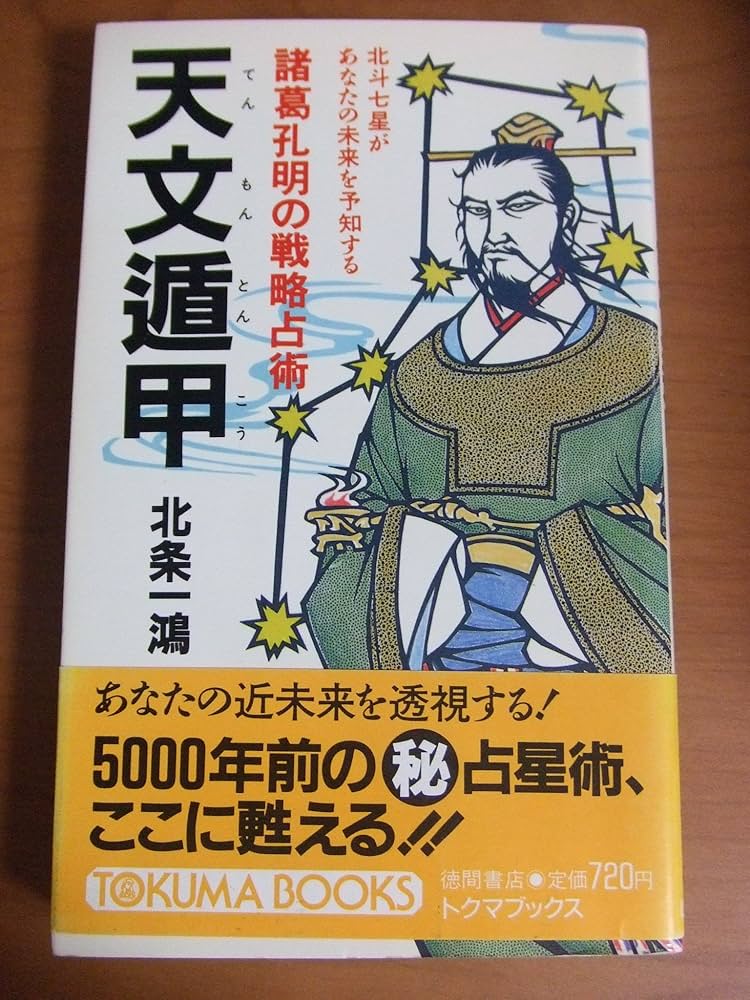 北斗七星が
あなたの未来を予知する
諸葛孔明の戦略占術
天文遁甲
てんもんとんこう
北条一鴻
あなたの近未来を透視する!
5000年前の㊙占星術、
ここに甦える!!
TOKUMA BOOKS
徳間書店◉定価720円
トクマブックス